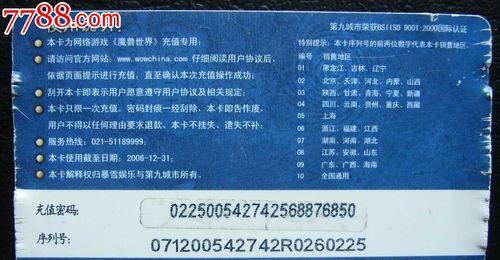 7788.com
第九城市荣获BSI ISD 9001:2000国际认证
本卡为网络游戏《魔兽世界》充值专用:
请访问官方网站: www.wowchina.com 仔细阅读用户协议后,
依据页面提示进行充值, 直至确认本次充值操作成功:
刮开本卡即表示用户愿意遵守用户协议及相关规定:
本卡只限一次充值。密码封痕一经刮除, 本卡即告作废,
用户不得以任何理由要求退款。本卡不挂失、遗失不补:
服务热线: 021-51189999;
本卡使用截至日期: 2006-12-31;
本卡解释权归暴雪娱乐与第九城市所有。
特别提示: 本卡序列号的前两位数字代表本卡销售地区.
编号 销售地区
01 黑龙江、吉林、辽宁
02 北京、天津、河北、内蒙、山西
03 陕西、甘肃、青海、宁夏、新疆
04 四川、云南、贵州、重庆、西藏
05 上海
06 浙江、福建、江西
07 湖南、河南、湖北
08 江苏、安徽、山东
09 广东、广西、海南
10 全国通用
充值密码: 022500542742568876850
序列号: 071200542742R0260225